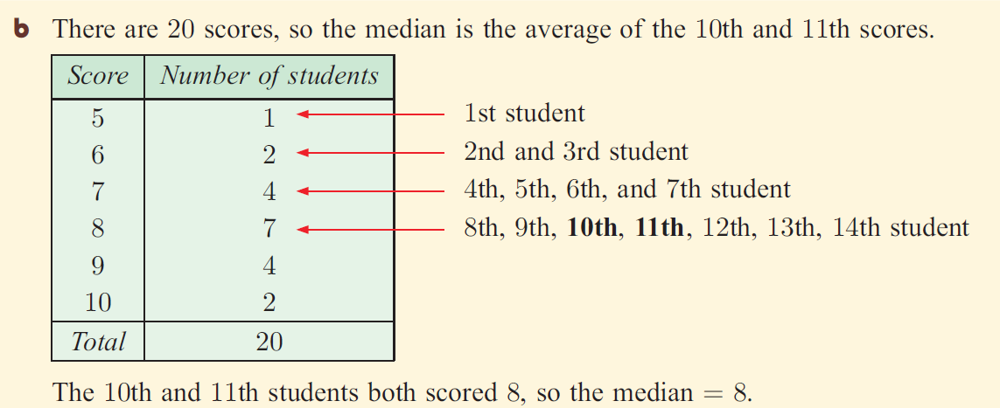 b There are 20 scores, so the median is the average of the 10th and 11th scores.
Score Number of students
5 1 1st student
6 2 2nd and 3rd student
7 4 4th, 5th, 6th, and 7th student
8 7 8th, 9th, 10th, 11th, 12th, 13th, 14th student
9 4
10 2
Total 20
The 10th and 11th students both scored 8, so the median = 8.